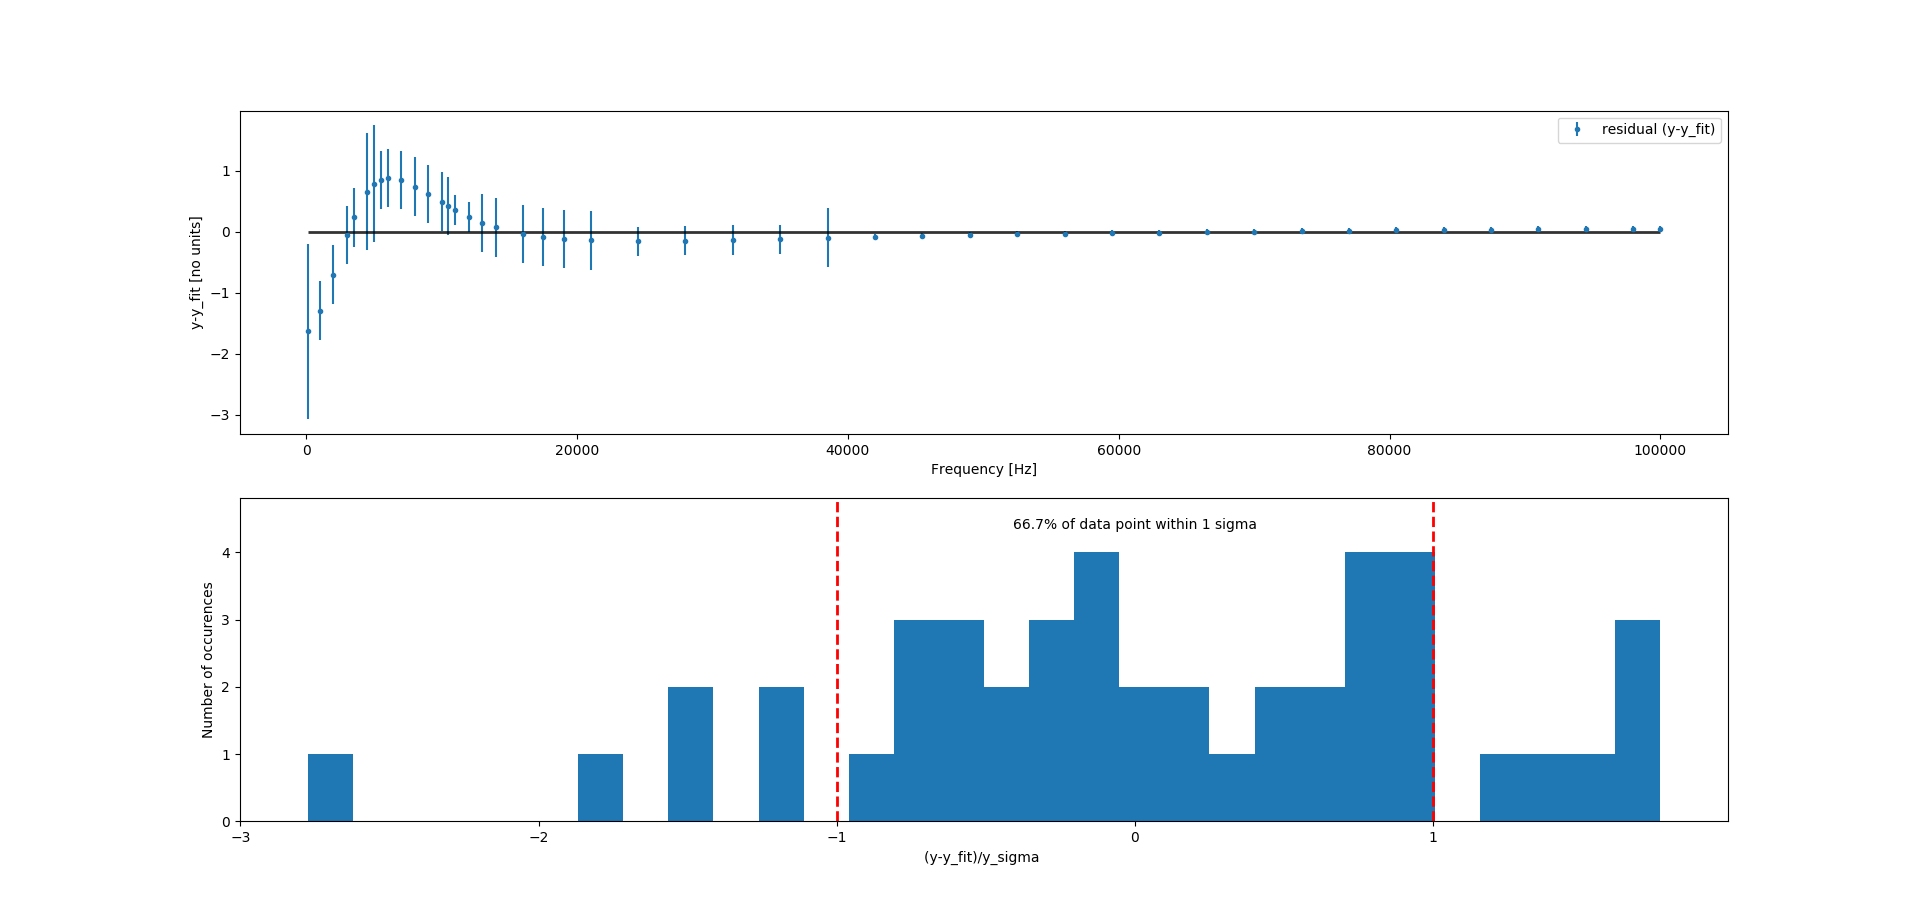 residual (y-y_fit)
y-y_fit [no units]
1
0
−1
−2
−3
0 20000 40000 60000 80000 100000
Frequency [Hz]
66.7% of data point within 1 sigma
Number of occurences
4
3
2
1
0
−3 −2 −1 0 1
(y-y_fit)/y_sigma